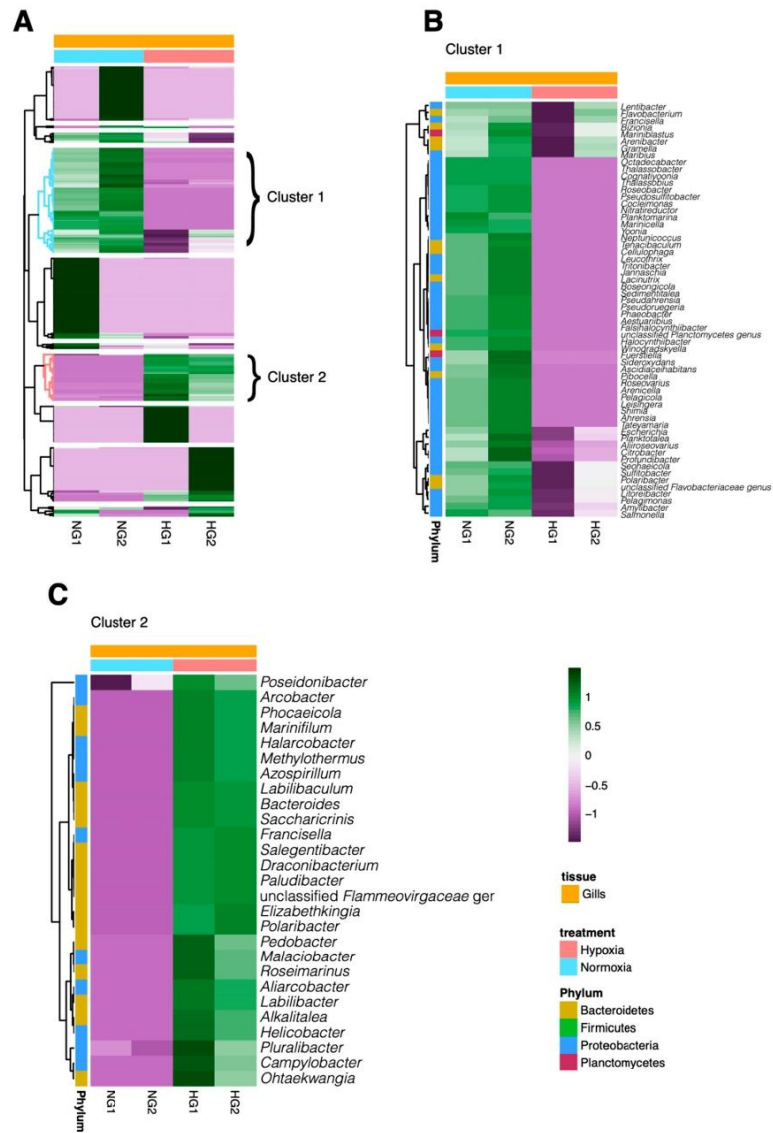 A
Cluster 1
Cluster 2
NG1
NG2
HG1
HG2
B
Cluster 1
Lentibacter
Flavobacterium
Francisella
Bizionia
Mariniblastus
Arenibacter
Gramella
Maribius
Octadecabacter
Thalassobacter
Cognatiyoonia
Thalassobius
Roseobacter
Pseudosulfitobacter
Cocleimonas
Nitratireductor
Planktomarina
Marinicella
Yoonia
Neptunicoccus
Tenacibaculum
Cellulophaga
Leucothrix
Tritonibacter
Jannaschia
Lacinutrix
Boseongicola
Sedimentitalea
Pseudahrensia
Pseudoruegeria
Phaeobacter
Aestuariibius
Falsihalocynthiibacter
unclassified Planctomycetes genus
Halocynthiibacter
Winogradskyella
Fuerstiella
Sideroxydans
Ascidiaceihabitans
Pibocella
Roseovarius
Arenicella
Pelagicola
Leisingera
Shimia
Ahrensia
Tateyamaria
Escherichia
Planktotalea
Aliiroseovarius
Citrobacter
Profundibacter
Seohaeicola
Sulfitobacter
Polaribacter
unclassified Flavobacteriaceae genus
Litoreibacter
Pelagimonas
Amylibacter
Salmonella
Phylum
NG1
NG2
HG1
HG2
C
Cluster 2
Poseidonibacter
Arcobacter
Phocaeicola
Marinifilum
Halarcobacter
Methylothermus
Azospirillum
Labilibaculum
Bacteroides
Saccharicrinis
Francisella
Salegentibacter
Draconibacterium
Paludibacter
unclassified Flammeovirgaceae ger
Elizabethkingia
Polaribacter
Pedobacter
Malaciobacter
Roseimarinus
Aliarcobacter
Labilibacter
Alkalitalea
Helicobacter
Pluralibacter
Campylobacter
Ohtaekwangia
Phylum
NG1
NG2
HG1
HG2
1
0.5
0
−0.5
−1
tissue
Gills
treatment
Hypoxia
Normoxia
Phylum
Bacteroidetes
Firmicutes
Proteobacteria
Planctomycetes